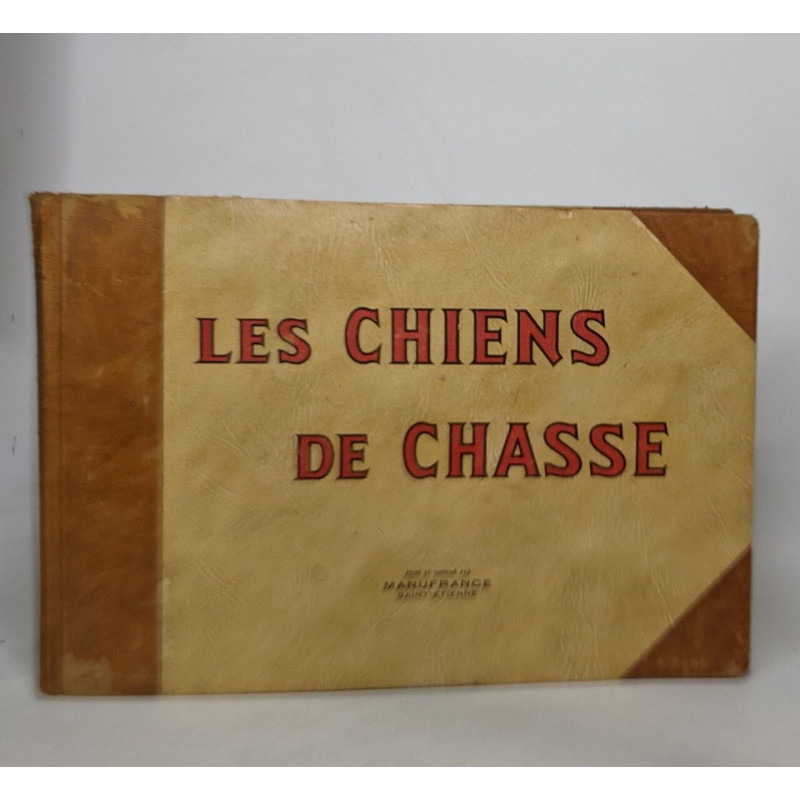 LES CHIENS
DE CHASSE
MANUFRANCE
SAINT-ETIENNE